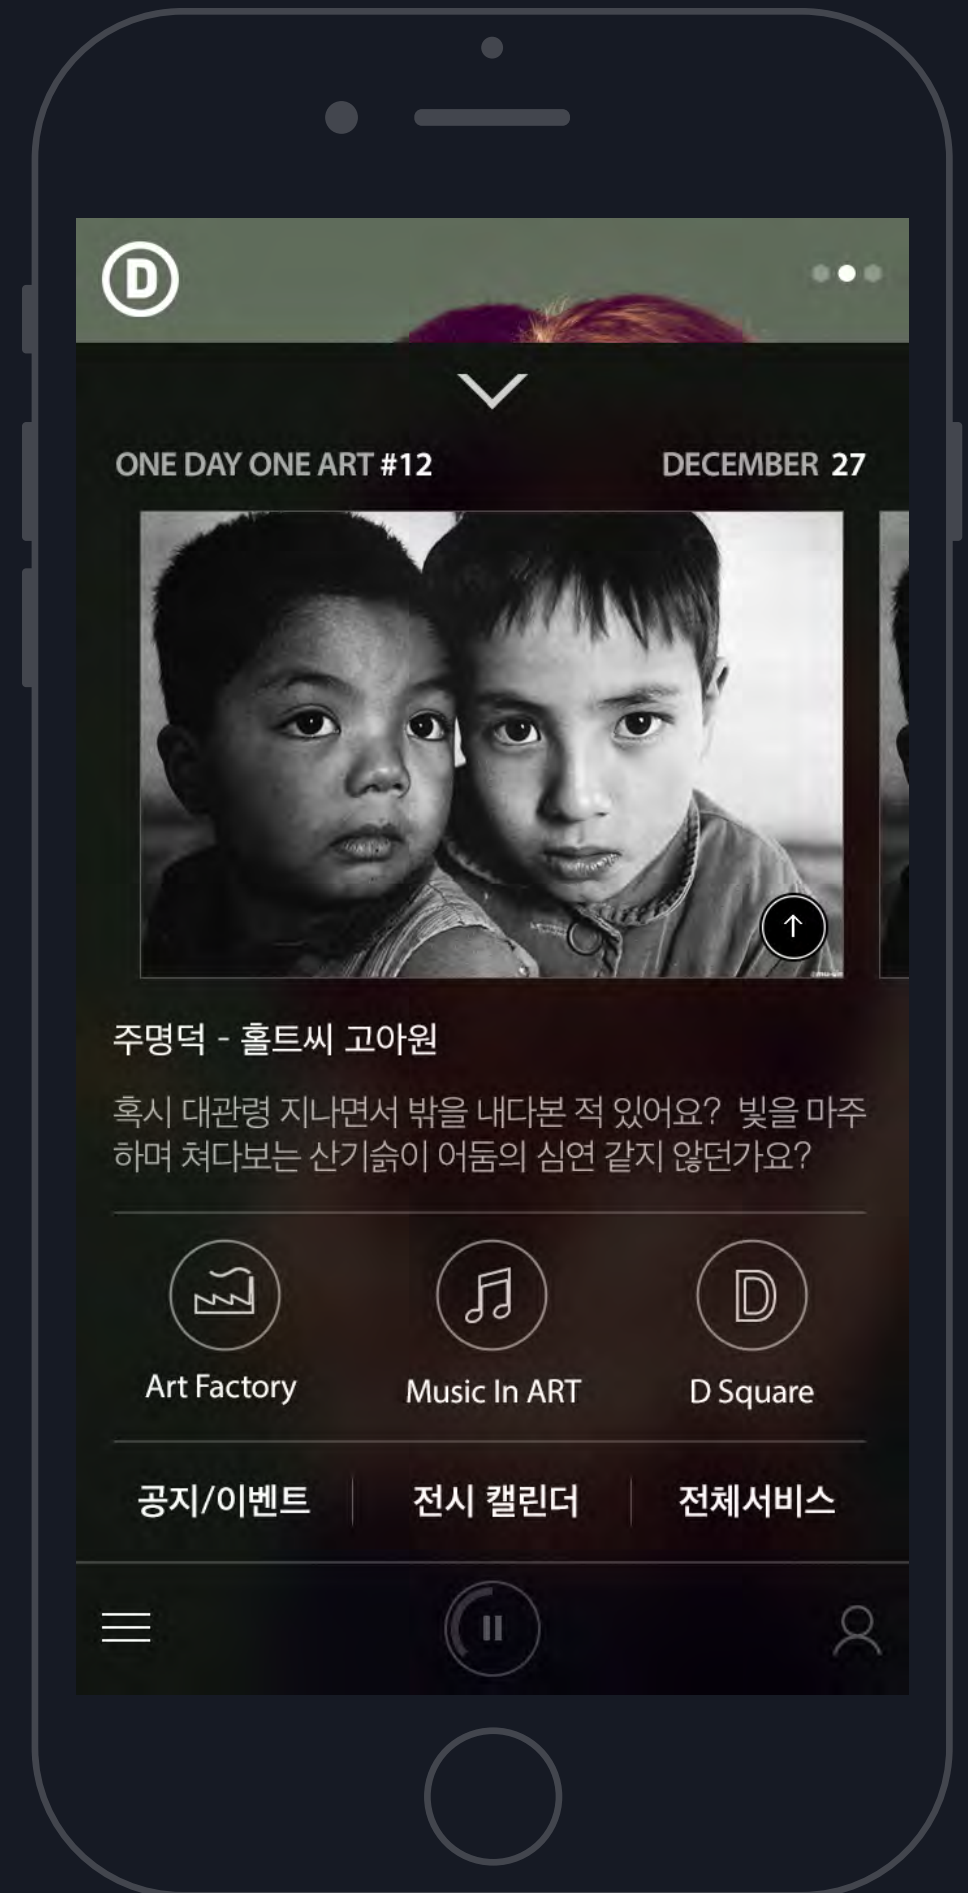 D
ONE DAY ONE ART #12
DECEMBER 27
주명덕 - 홀트씨 고아원
혹시 대관령 지나면서 밖을 내다본 적 있어요? 빛을 마주
하며 쳐다보는 산기슭이 어둠의 심연 같지 않던가요?
D
Art Factory
Music In ART
D Square
공지/이벤트
전시 캘린더
전체서비스